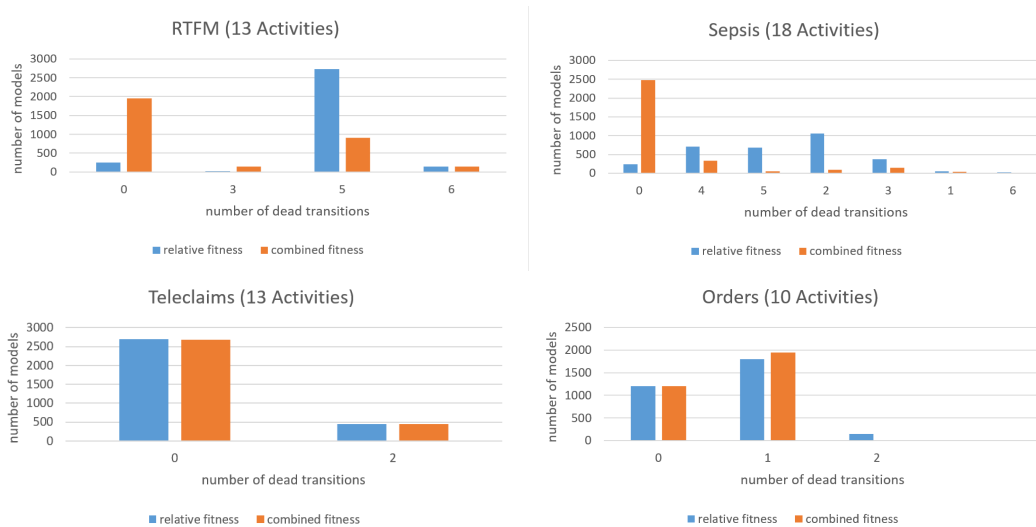 RTFM (13 Activities)
number of models
3000
2500
2000
1500
1000
500
0
0 3 5 6
number of dead transitions
relative fitness combined fitness
Sepsis (18 Activities)
number of models
3000
2500
2000
1500
1000
500
0
0 4 5 2 3 1 6
number of dead transitions
relative fitness combined fitness
Teleclaims (13 Activities)
number of models
3000
2500
2000
1500
1000
500
0
0 2
number of dead transitions
relative fitness combined fitness
Orders (10 Activities)
number of models
2500
2000
1500
1000
500
0
0 1 2
number of dead transitions
relative fitness combined fitness